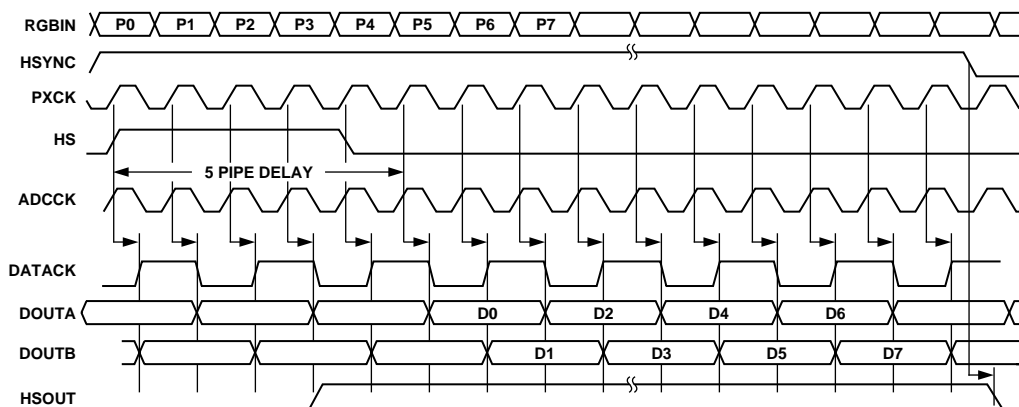 RGBIN P0 P1 P2 P3 P4 P5 P6 P7
HSYNC
PXCK
HS
5 PIPE DELAY
ADCCK
DATACK
DOUTA D0 D2 D4 D6
DOUTB D1 D3 D5 D7
HSOUT